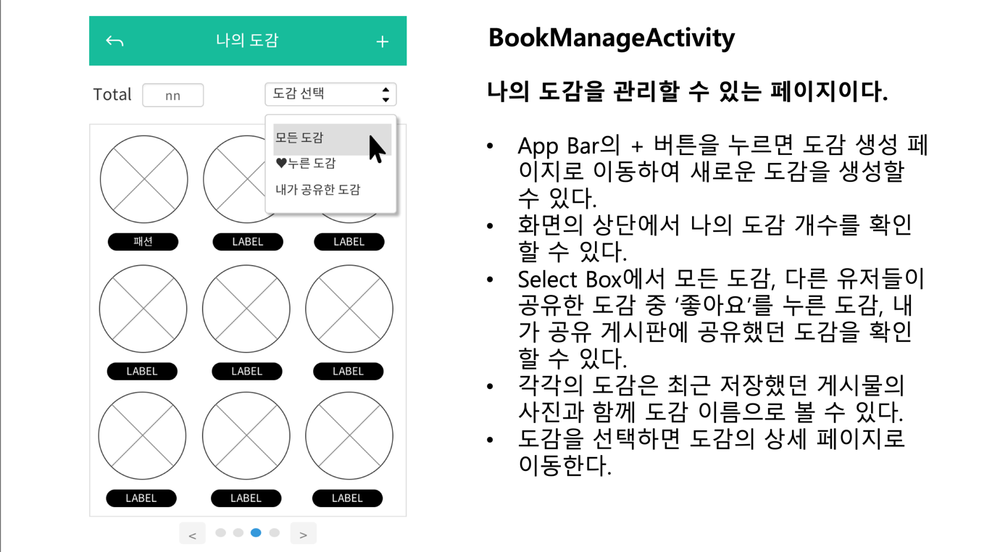 나의 도감
+
Total
nn
도감 선택
모든 도감
♥누른 도감
내가 공유한 도감
패션
LABEL
LABEL
LABEL
LABEL
LABEL
LABEL
LABEL
LABEL
<
>
BookManageActivity
나의 도감을 관리할 수 있는 페이지이다.
• App Bar의 + 버튼을 누르면 도감 생성 페
이지로 이동하여 새로운 도감을 생성할
수 있다.
• 화면의 상단에서 나의 도감 개수를 확인
할 수 있다.
• Select Box에서 모든 도감, 다른 유저들이
공유한 도감 중 ‘좋아요’를 누른 도감, 내
가 공유 게시판에 공유했던 도감을 확인
할 수 있다.
• 각각의 도감은 최근 저장했던 게시물의
사진과 함께 도감 이름으로 볼 수 있다.
• 도감을 선택하면 도감의 상세 페이지로
이동한다.